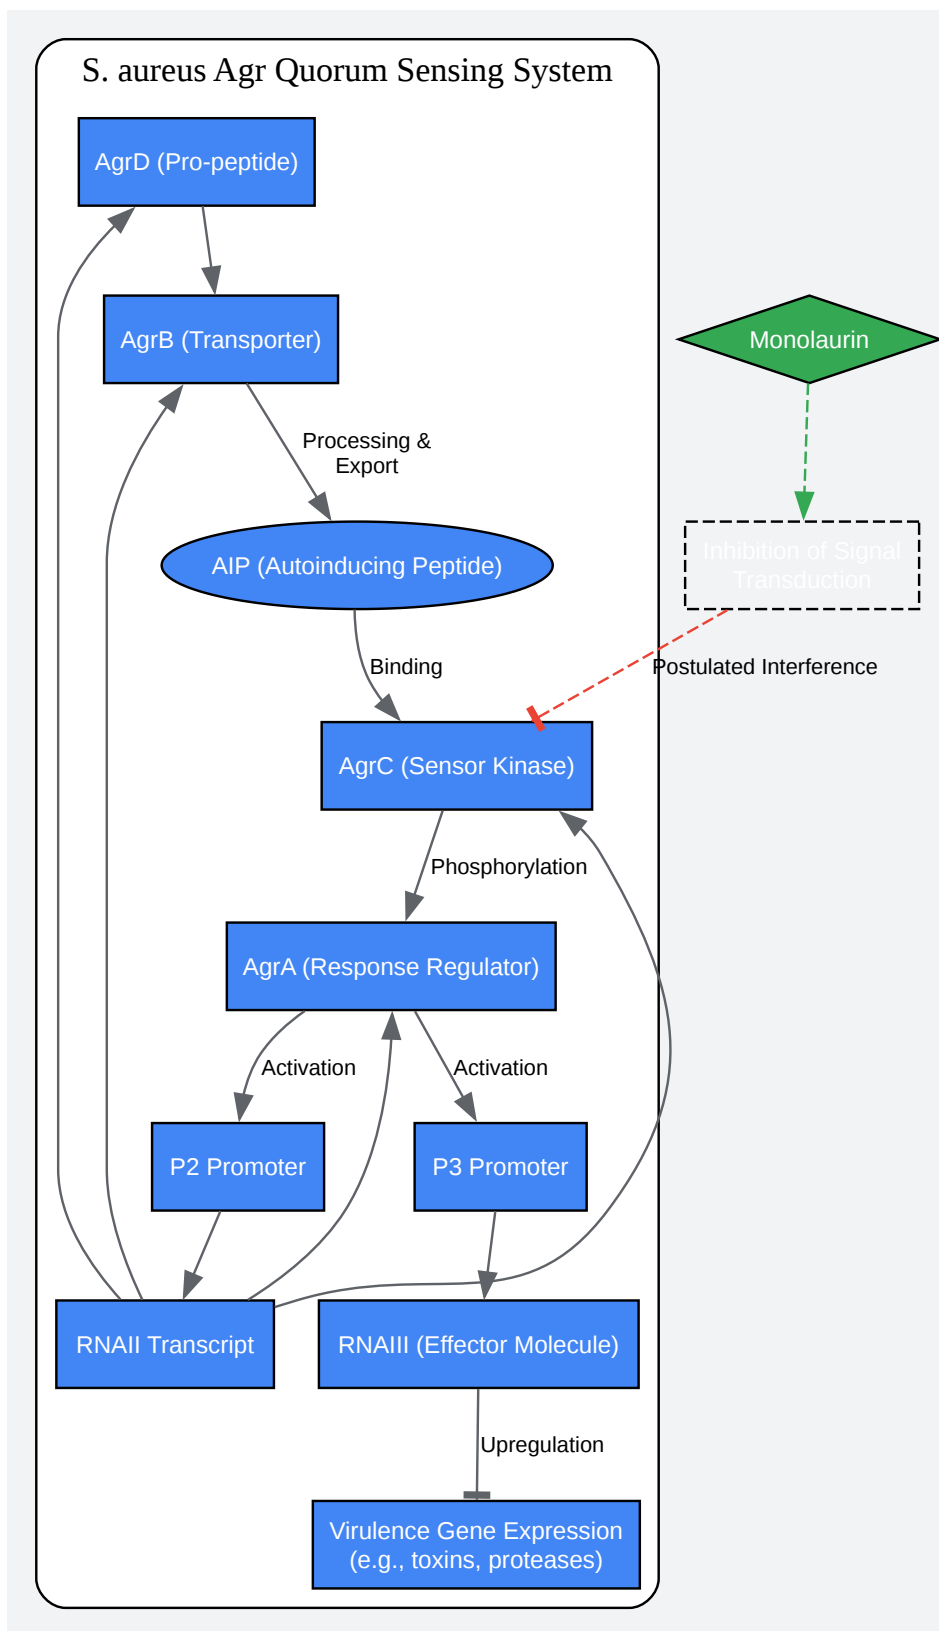 S. aureus Agr Quorum Sensing System
AgrD (Pro-peptide)
AgrB (Transporter)
Monolaurin
Processing &
Export
AIP (Autoinducing Peptide)
Inhibition of Signal
Transduction
Binding
Postulated Interference
AgrC (Sensor Kinase)
Phosphorylation
AgrA (Response Regulator)
Activation
Activation
P2 Promoter
P3 Promoter
RNAII Transcript
RNAIII (Effector Molecule)
Upregulation
Virulence Gene Expression
(e.g., toxins, proteases)